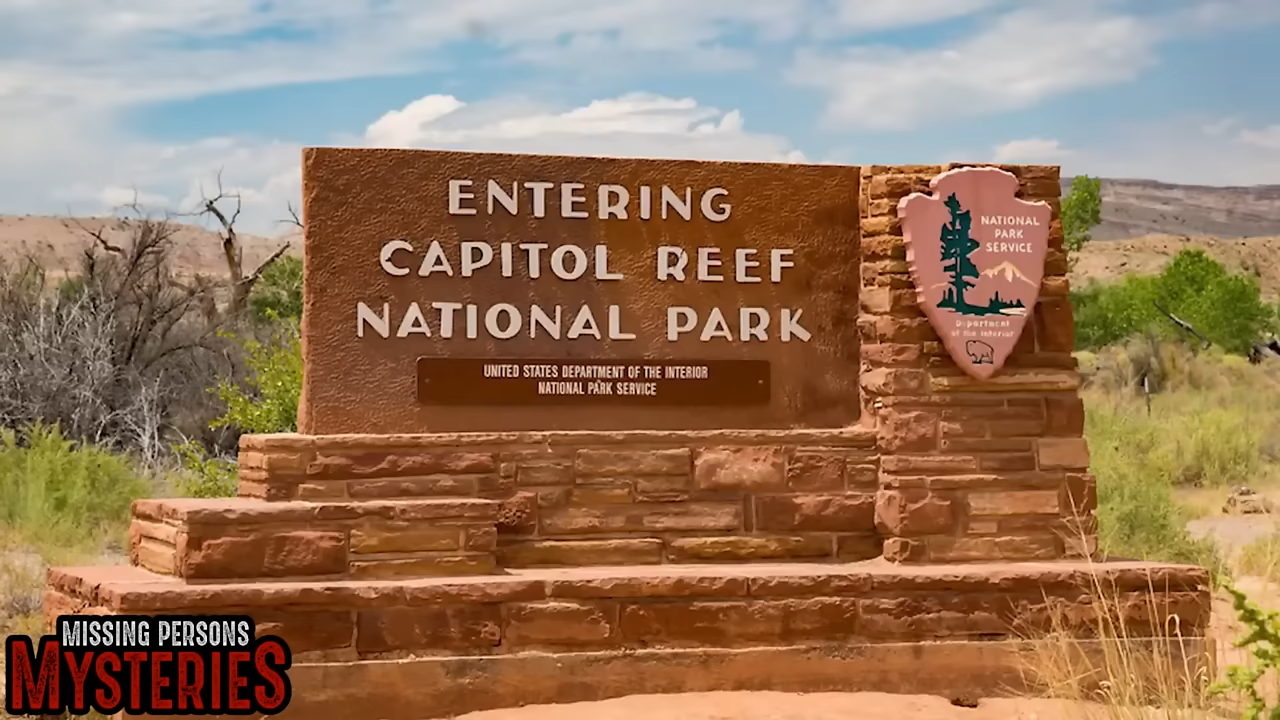 ENTERING
CAPITOL REEF
NATIONAL PARK
UNITED STATES DEPARTMENT OF THE INTERIOR
NATIONAL PARK SERVICE
NATIONAL
PARK
SERVICE
Department
of the Interior
MISSING PERSONS
MYSTERIES